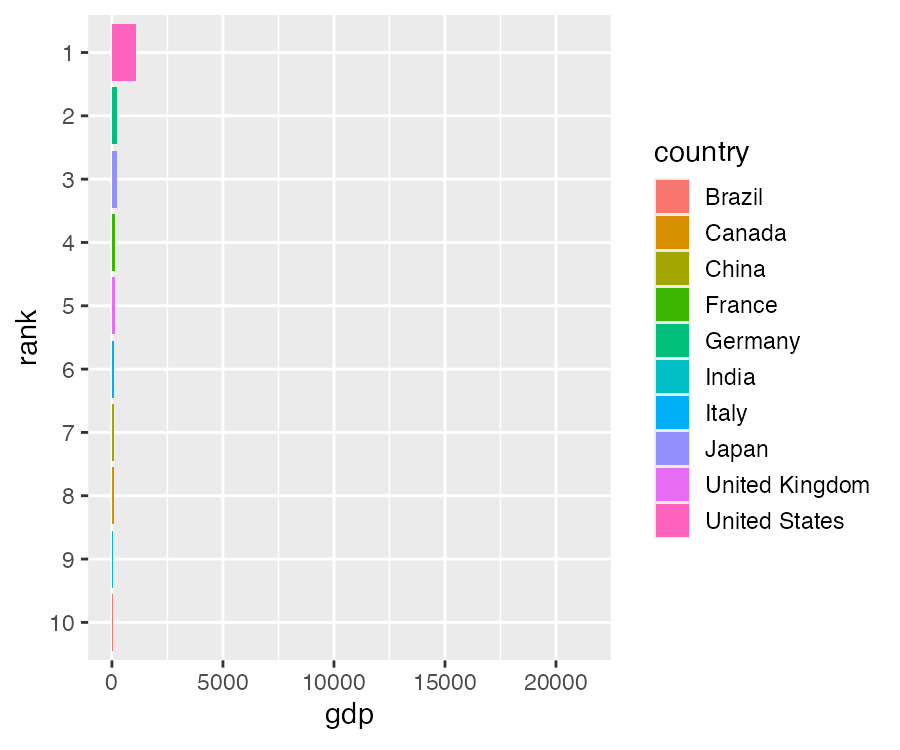 rank
1
2
3
4
5
6
7
8
9
10
0 5000 10000 15000 20000
gdp
country
Brazil
Canada
China
France
Germany
India
Italy
Japan
United Kingdom
United States